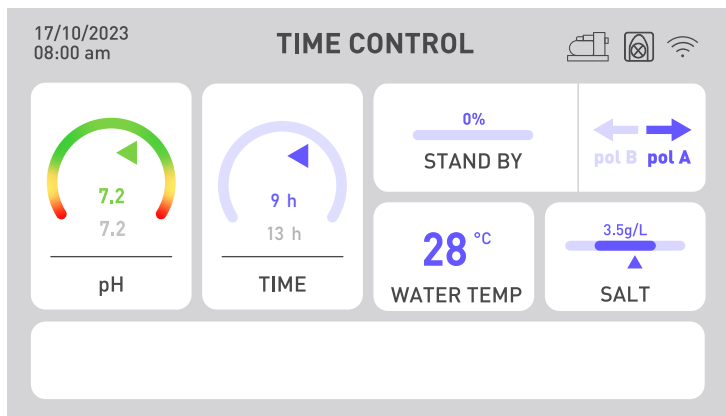 17/10/2023
08:00 am
TIME CONTROL
7.2
7.2
pH
9 h
13 h
TIME
0%
STAND BY
pol B pol A
28 °C
WATER TEMP
3.5g/L
SALT